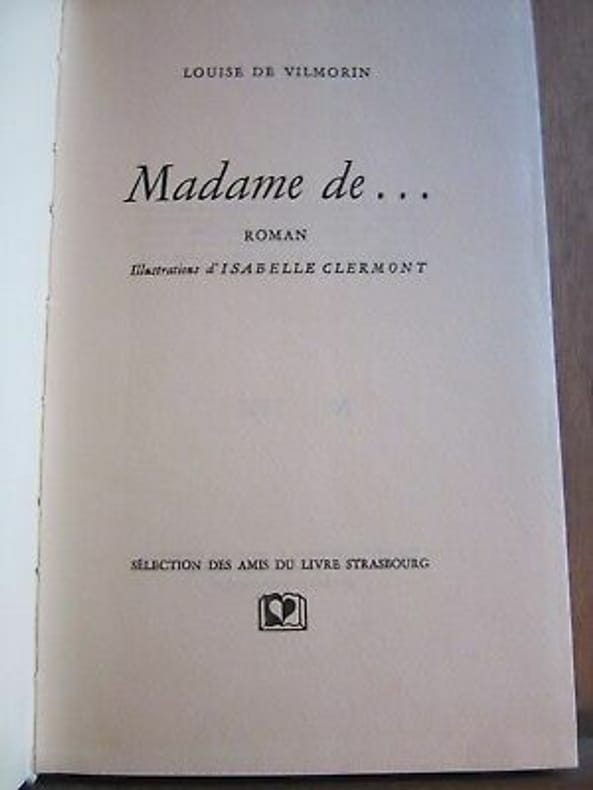 LOUISE DE VILMORIN
Madame de...
ROMAN
Illustrations d'ISABELLE CLERMONT
SÉLECTION DES AMIS DU LIVRE STRASBOURG